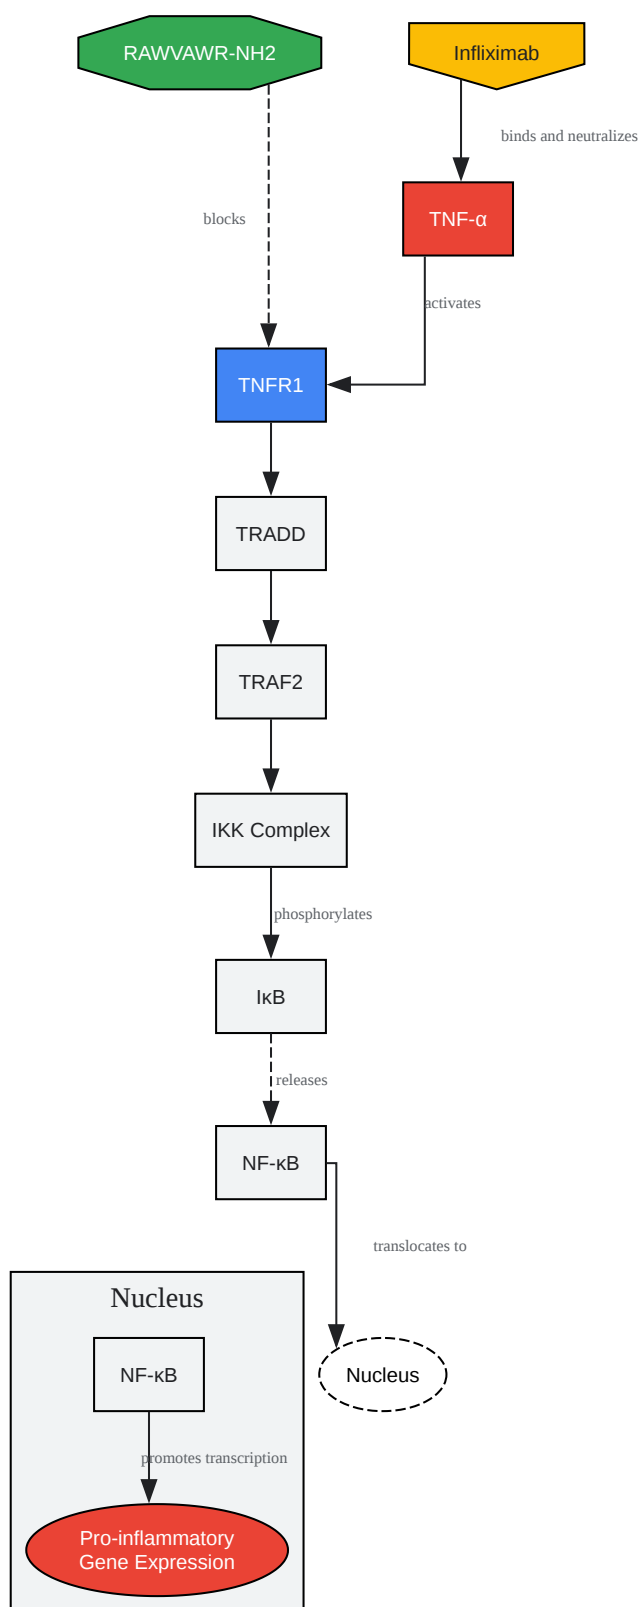 RAWVAWR-NH2
Infliximab
binds and neutralizes
TNF-α
blocks
activates
TNFR1
TRADD
TRAF2
IKK Complex
phosphorylates
IκB
releases
NF-κB
translocates to
Nucleus
NF-κB
Nucleus
promotes transcription
Pro-inflammatory
Gene Expression